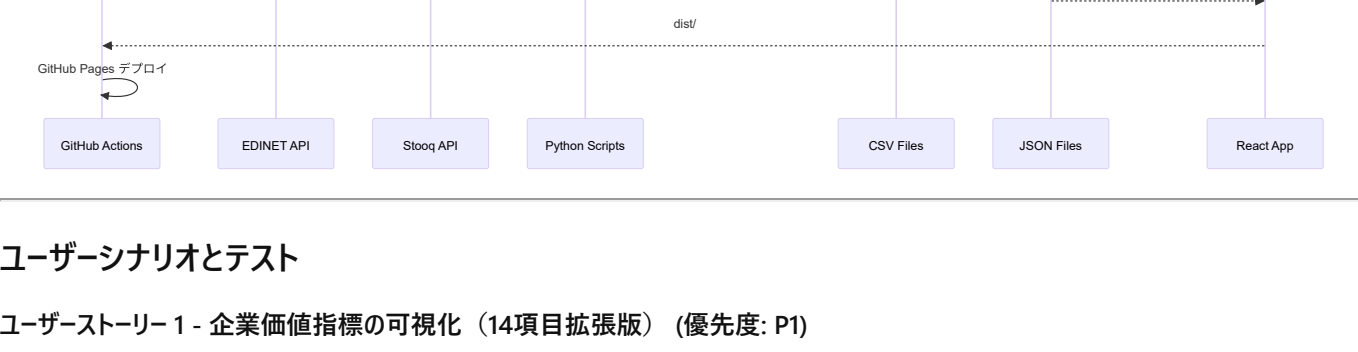 dist/
GitHub Pages デプロイ
GitHub Actions
EDINET API
Stooq API
Python Scripts
CSV Files
JSON Files
React App
ユーザーシナリオとテスト
ユーザーストーリー 1 - 企業価値指標の可視化（14項目拡張版） (優先度: P1)